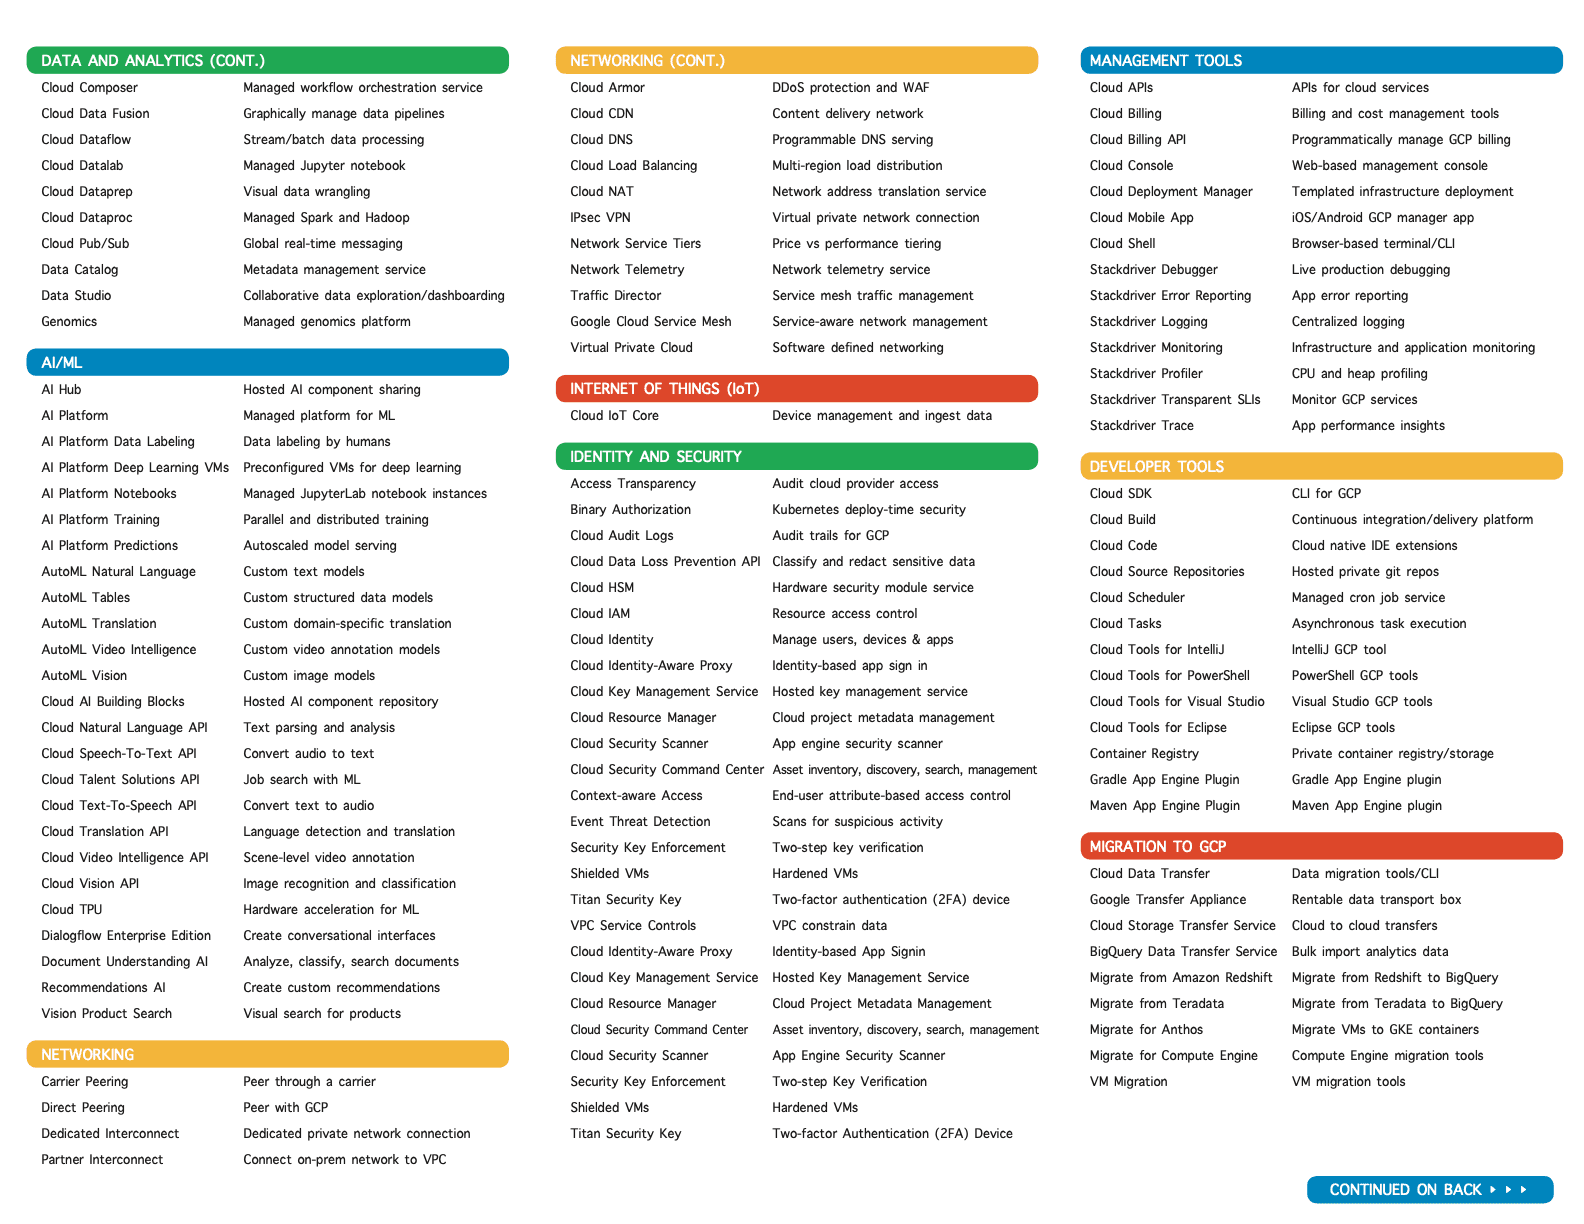 DATA AND ANALYTICS (CONT.)
Cloud Composer Managed workflow orchestration service
Cloud Data Fusion Graphically manage data pipelines
Cloud Dataflow Stream/batch data processing
Cloud Datalab Managed Jupyter notebook
Cloud Dataprep Visual data wrangling
Cloud Dataproc Managed Spark and Hadoop
Cloud Pub/Sub Global real-time messaging
Data Catalog Metadata management service
Data Studio Collaborative data exploration/dashboarding
Genomics Managed genomics platform
AI/ML
AI Hub Hosted AI component sharing
AI Platform Managed platform for ML
AI Platform Data Labeling Data labeling by humans
AI Platform Deep Learning VMs Preconfigured VMs for deep learning
AI Platform Notebooks Managed JupyterLab notebook instances
AI Platform Training Parallel and distributed training
AI Platform Predictions Autoscaled model serving
AutoML Natural Language Custom text models
AutoML Tables Custom structured data models
AutoML Translation Custom domain-specific translation
AutoML Video Intelligence Custom video annotation models
AutoML Vision Custom image models
Cloud AI Building Blocks Hosted AI component repository
Cloud Natural Language API Text parsing and analysis
Cloud Speech-To-Text API Convert audio to text
Cloud Talent Solutions API Job search with ML
Cloud Text-To-Speech API Convert text to audio
Cloud Translation API Language detection and translation
Cloud Video Intelligence API Scene-level video annotation
Cloud Vision API Image recognition and classification
Cloud TPU Hardware acceleration for ML
Dialogflow Enterprise Edition Create conversational interfaces
Document Understanding AI Analyze, classify, search documents
Recommendations AI Create custom recommendations
Vision Product Search Visual search for products
NETWORKING
Carrier Peering Peer through a carrier
Direct Peering Peer with GCP
Dedicated Interconnect Dedicated private network connection
Partner Interconnect Connect on-prem network to VPC
NETWORKING (CONT.)
Cloud Armor DDoS protection and WAF
Cloud CDN Content delivery network
Cloud DNS Programmable DNS serving
Cloud Load Balancing Multi-region load distribution
Cloud NAT Network address translation service
IPsec VPN Virtual private network connection
Network Service Tiers Price vs performance tiering
Network Telemetry Network telemetry service
Traffic Director Service mesh traffic management
Google Cloud Service Mesh Service-aware network management
Virtual Private Cloud Software defined networking
INTERNET OF THINGS (IoT)
Cloud IoT Core Device management and ingest data
IDENTITY AND SECURITY
Access Transparency Audit cloud provider access
Binary Authorization Kubernetes deploy-time security
Cloud Audit Logs Audit trails for GCP
Cloud Data Loss Prevention API Classify and redact sensitive data
Cloud HSM Hardware security module service
Cloud IAM Resource access control
Cloud Identity Manage users, devices & apps
Cloud Identity-Aware Proxy Identity-based app sign in
Cloud Key Management Service Hosted key management service
Cloud Resource Manager Cloud project metadata management
Cloud Security Scanner App engine security scanner
Cloud Security Command Center Asset inventory, discovery, search, management
Context-aware Access End-user attribute-based access control
Event Threat Detection Scans for suspicious activity
Security Key Enforcement Two-step key verification
Shielded VMs Hardened VMs
Titan Security Key Two-factor authentication (2FA) device
VPC Service Controls VPC constrain data
Cloud Identity-Aware Proxy Identity-based App Signin
Cloud Key Management Service Hosted Key Management Service
Cloud Resource Manager Cloud Project Metadata Management
Cloud Security Command Center Asset inventory, discovery, search, management
Cloud Security Scanner App Engine Security Scanner
Security Key Enforcement Two-step Key Verification
Shielded VMs Hardened VMs
Titan Security Key Two-factor Authentication (2FA) Device
MANAGEMENT TOOLS
Cloud APIs APIs for cloud services
Cloud Billing Billing and cost management tools
Cloud Billing API Programmatically manage GCP billing
Cloud Console Web-based management console
Cloud Deployment Manager Templated infrastructure deployment
Cloud Mobile App iOS/Android GCP manager app
Cloud Shell Browser-based terminal/CLI
Stackdriver Debugger Live production debugging
Stackdriver Error Reporting App error reporting
Stackdriver Logging Centralized logging
Stackdriver Monitoring Infrastructure and application monitoring
Stackdriver Profiler CPU and heap profiling
Stackdriver Transparent SLIs Monitor GCP services
Stackdriver Trace App performance insights
DEVELOPER TOOLS
Cloud SDK CLI for GCP
Cloud Build Continuous integration/delivery platform
Cloud Code Cloud native IDE extensions
Cloud Source Repositories Hosted private git repos
Cloud Scheduler Managed cron job service
Cloud Tasks Asynchronous task execution
Cloud Tools for IntelliJ IntelliJ GCP tool
Cloud Tools for PowerShell PowerShell GCP tools
Cloud Tools for Visual Studio Visual Studio GCP tools
Cloud Tools for Eclipse Eclipse GCP tools
Container Registry Private container registry/storage
Gradle App Engine Plugin Gradle App Engine plugin
Maven App Engine Plugin Maven App Engine plugin
MIGRATION TO GCP
Cloud Data Transfer Data migration tools/CLI
Google Transfer Appliance Rentable data transport box
Cloud Storage Transfer Service Cloud to cloud transfers
BigQuery Data Transfer Service Bulk import analytics data
Migrate from Amazon Redshift Migrate from Redshift to BigQuery
Migrate from Teradata Migrate from Teradata to BigQuery
Migrate for Anthos Migrate VMs to GKE containers
Migrate for Compute Engine Compute Engine migration tools
VM Migration VM migration tools
CONTINUED ON BACK